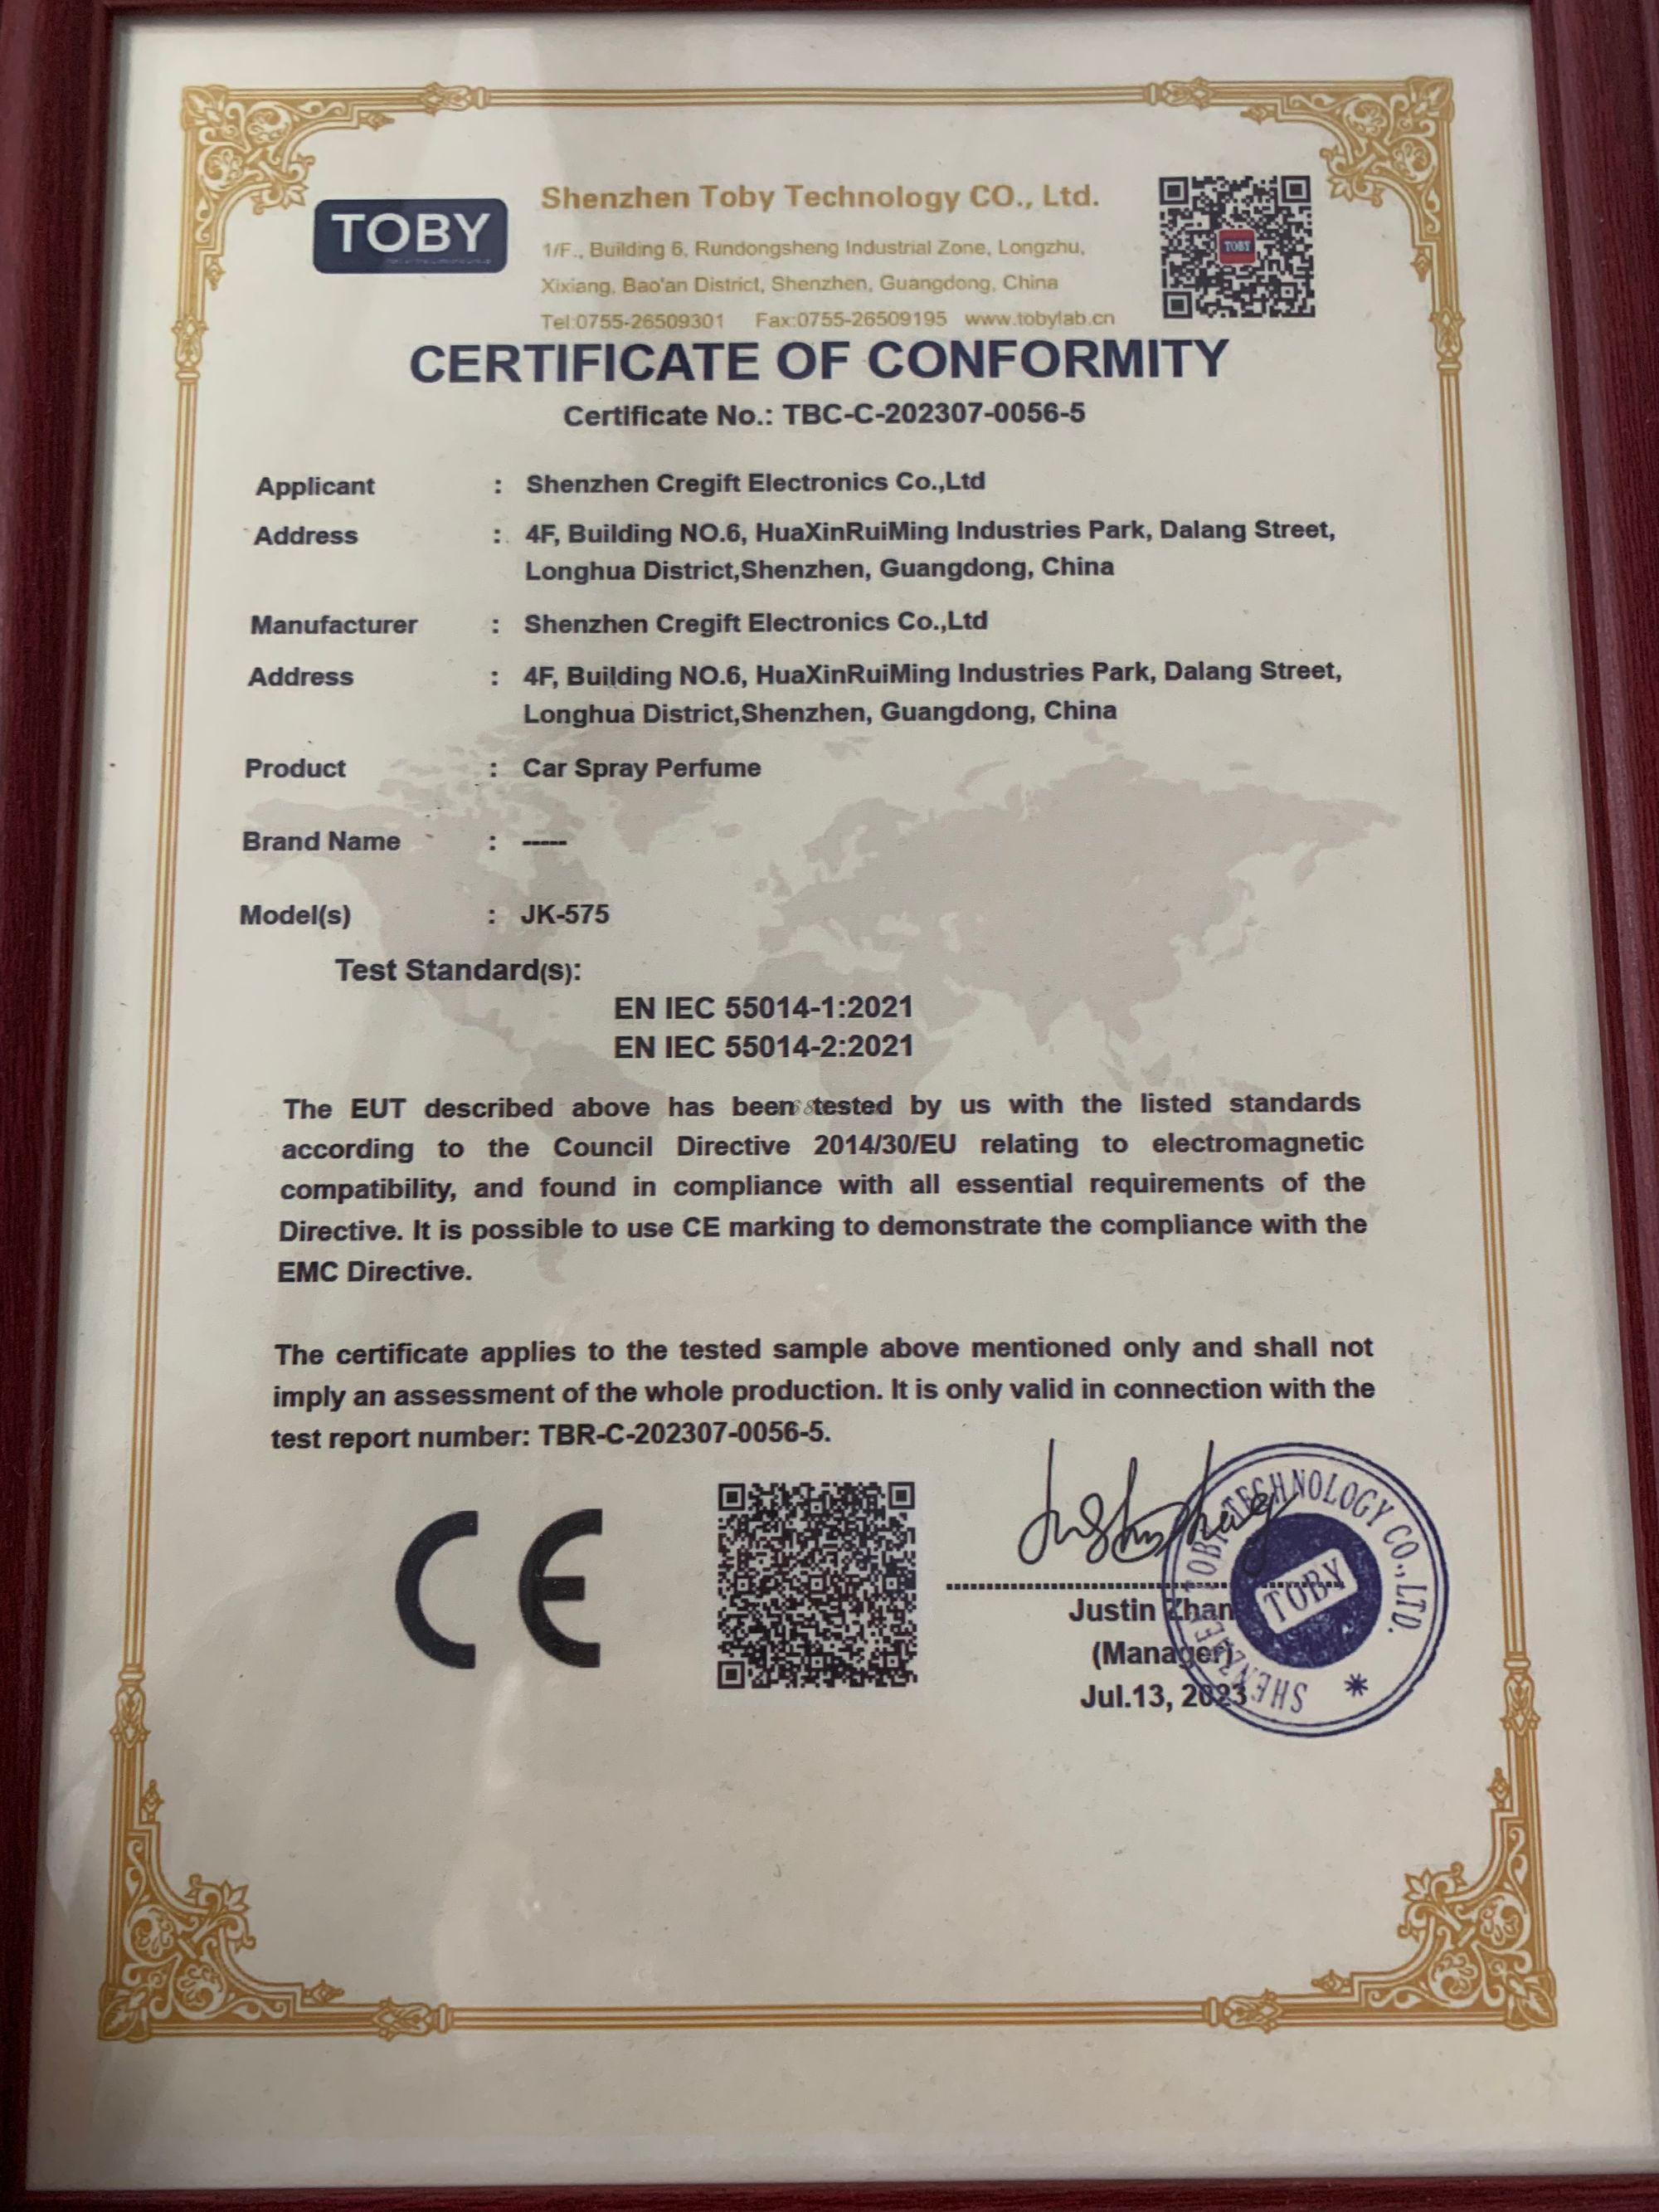 TOBY
Shenzhen Toby Technology CO., Ltd.
1/F., Building 6, Rundongsheng Industrial Zone, Longzhu,
Xixiang, Bao'an District, Shenzhen, Guangdong, China
Tel:0755-26509301 Fax:0755-26509195 www.tobylab.cn
TOBY
CERTIFICATE OF CONFORMITY
Certificate No.: TBC-C-202307-0056-5
Applicant : Shenzhen Cregift Electronics Co.,Ltd
Address : 4F, Building NO.6, HuaXinRuiMing Industries Park, Dalang Street,
Longhua District,Shenzhen, Guangdong, China
Manufacturer : Shenzhen Cregift Electronics Co.,Ltd
Address : 4F, Building NO.6, HuaXinRuiMing Industries Park, Dalang Street,
Longhua District,Shenzhen, Guangdong, China
Product : Car Spray Perfume
Brand Name : -----
Model(s) : JK-575
Test Standard(s):
EN IEC 55014-1:2021
EN IEC 55014-2:2021
The EUT described above has been tested by us with the listed standards
according to the Council Directive 2014/30/EU relating to electromagnetic
compatibility, and found in compliance with all essential requirements of the
Directive. It is possible to use CE marking to demonstrate the compliance with the
EMC Directive.
The certificate applies to the tested sample above mentioned only and shall not
imply an assessment of the whole production. It is only valid in connection with the
test report number: TBR-C-202307-0056-5.
CE
Justin Zhan
(Manager)
Jul.13, 2023
SHENZHEN TOBY TECHNOLOGY CO., LTD.
TOBY